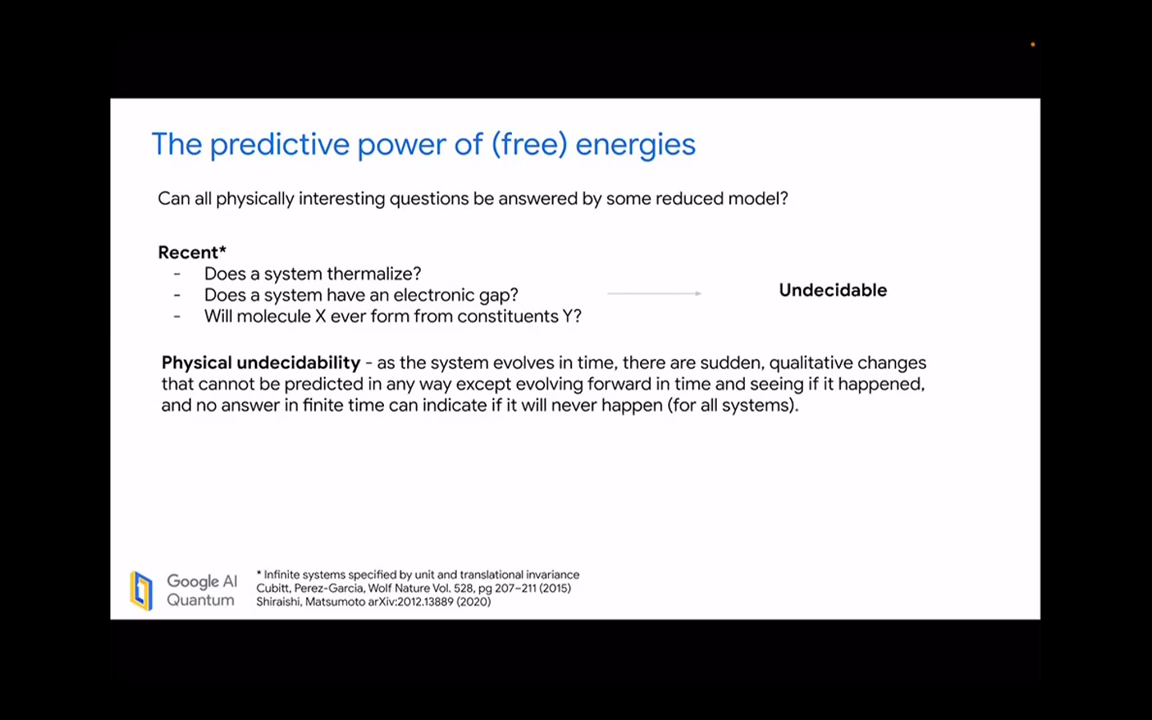 The predictive power of (free) energies
Can all physically interesting questions be answered by some reduced model?
Recent*
- Does a system thermalize?
- Does a system have an electronic gap?
- Will molecule X ever form from constituents Y?
Undecidable
Physical undecidability - as the system evolves in time, there are sudden, qualitative changes
that cannot be predicted in any way except evolving forward in time and seeing if it happened,
and no answer in finite time can indicate if it will never happen (for all systems).
Google AI
Quantum
* Infinite systems specified by unit and translational invariance
Cubitt, Perez-Garcia, Wolf Nature Vol. 528, pg 207–211 (2015)
Shiraishi, Matsumoto arXiv:2012.13889 (2020)